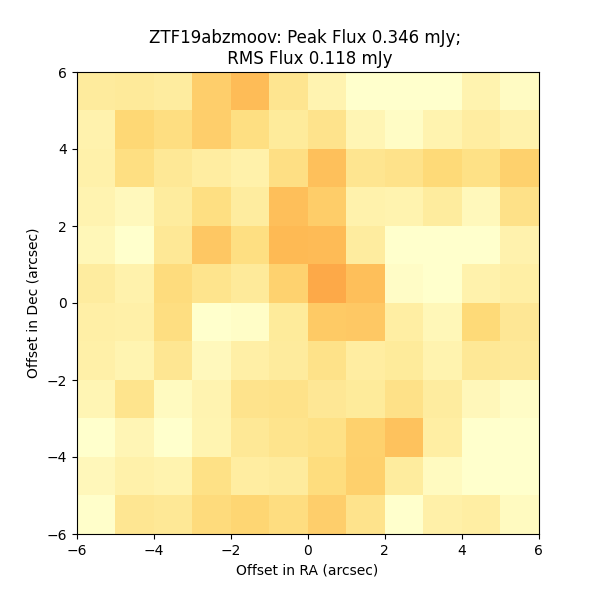 ZTF19abzmoov: Peak Flux 0.346 mJy;
RMS Flux 0.118 mJy
6
4
2
0
−2
−4
−6
Offset in Dec (arcsec)
−6 −4 −2 0 2 4 6
Offset in RA (arcsec)